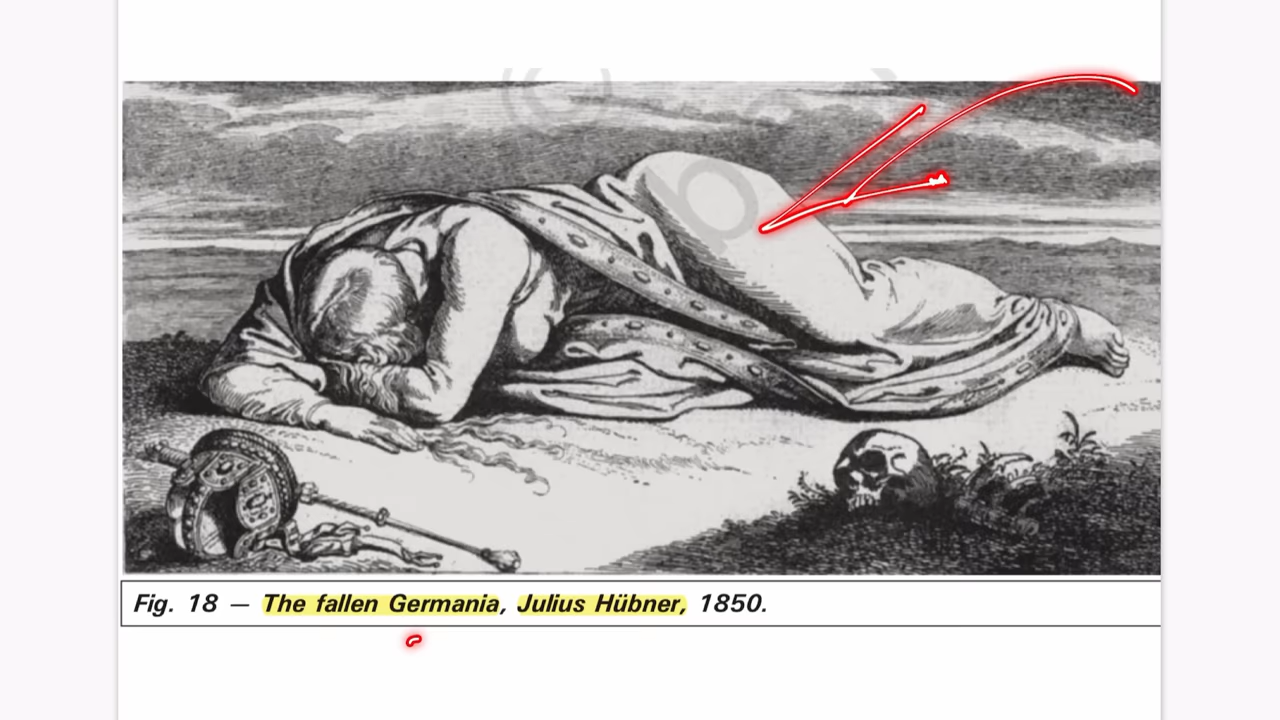 Fig. 18 — The fallen Germania, Julius Hübner, 1850.